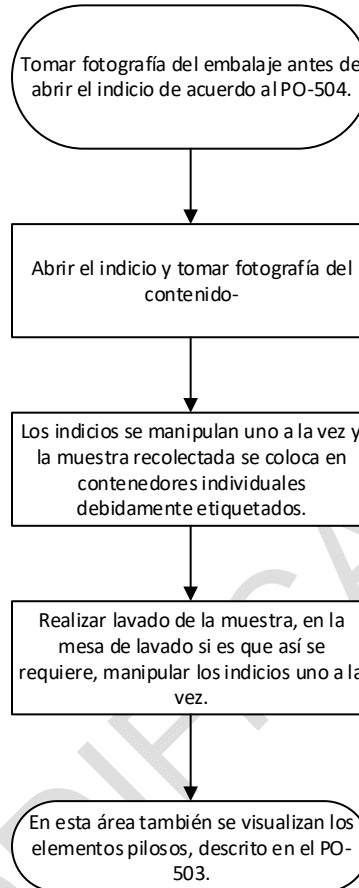 Tomar fotografía del embalaje antes de
abrir el indicio de acuerdo al PO-504.
Abrir el indicio y tomar fotografía del
contenido-
Los indicios se manipulan uno a la vez y
la muestra recolectada se coloca en
contenedores individuales
debidamente etiquetados.
Realizar lavado de la muestra, en la
mesa de lavado si es que así se
requiere, manipular los indicios uno a la
vez.
En esta área también se visualizan los
elementos pilosos, descrito en el PO-
503.